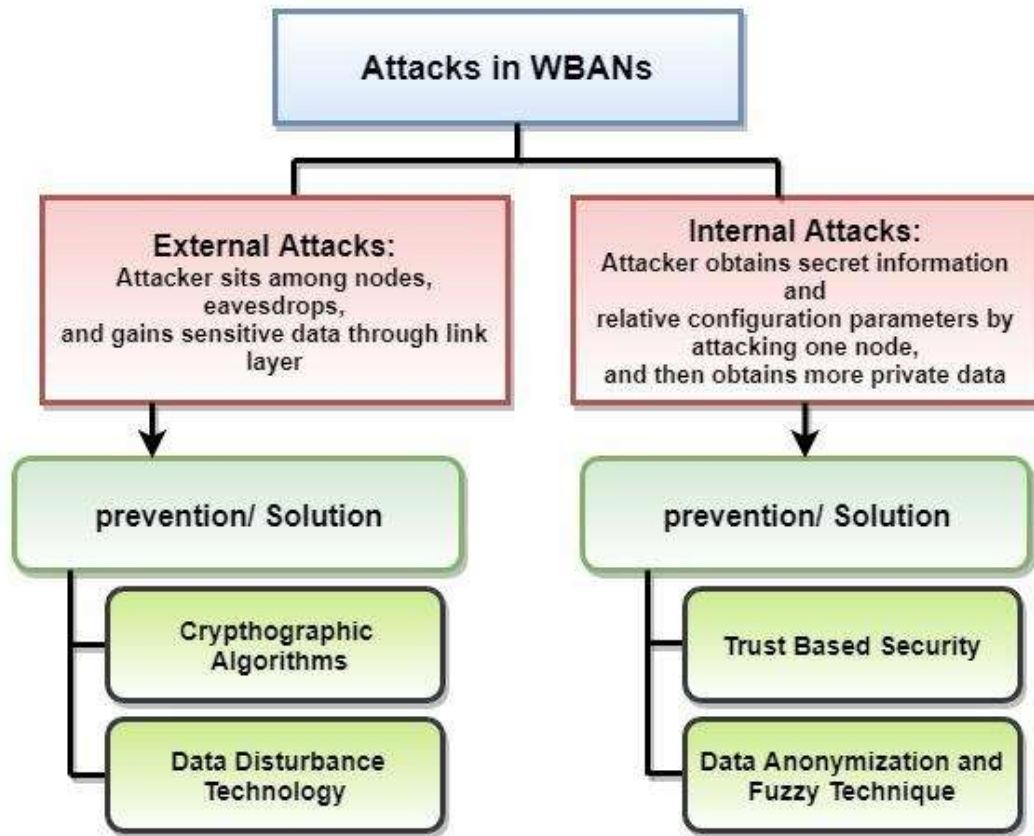 Attacks in WBANs
External Attacks:
Attacker sits among nodes,
eavesdrops,
and gains sensitive data through link
layer
Internal Attacks:
Attacker obtains secret information
and
relative configuration parameters by
attacking one node,
and then obtains more private data
prevention/ Solution
Crypthographic
Algorithms
Data Disturbance
Technology
prevention/ Solution
Trust Based Security
Data Anonymization and
Fuzzy Technique